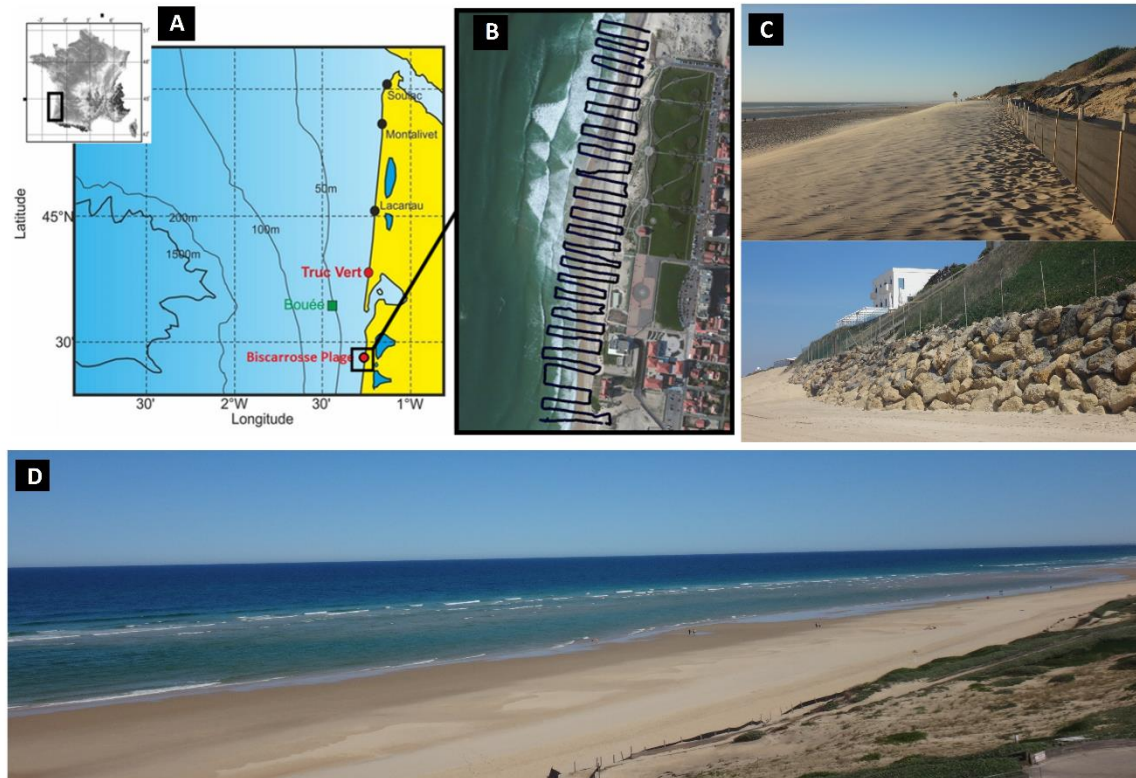 A
B
C
Soulac
Montalivet
50m
Lacanau
Latitude
45°N
200m
100m
1500m
Truc Vert
Bouée
30'
Biscarrosse Plage
30'
2°W
30'
1°W
Longitude
D